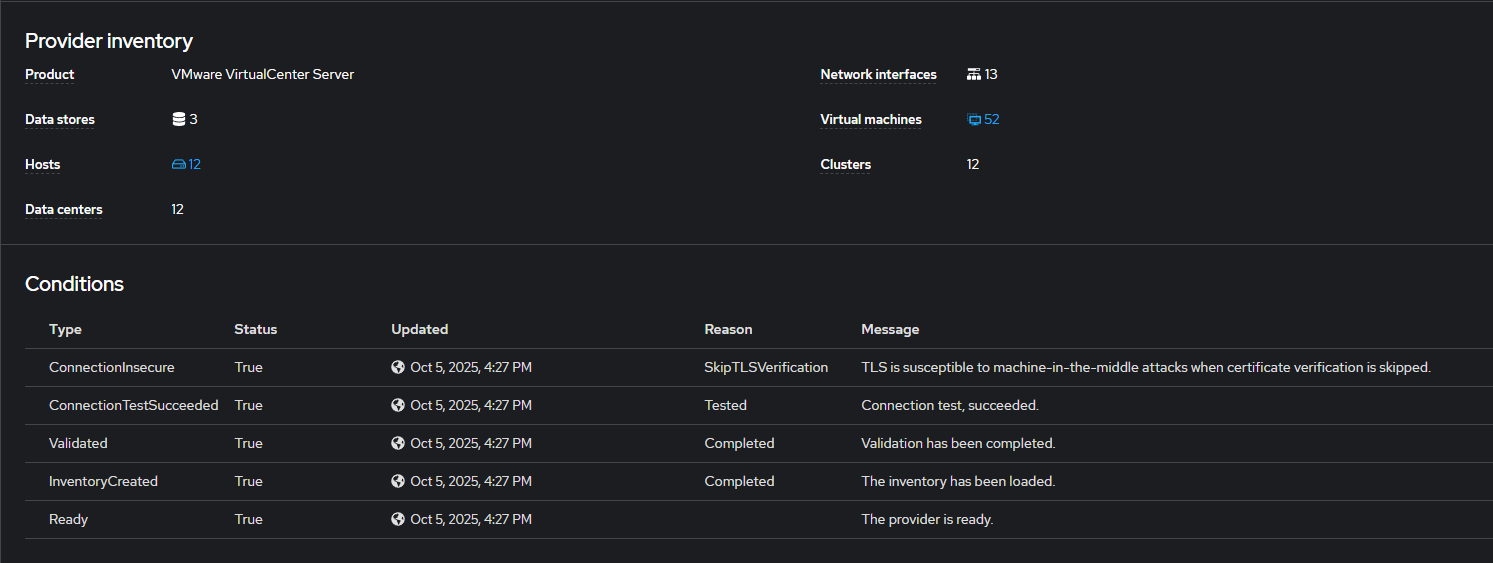 Provider inventory
Product VMware VirtualCenter Server Network interfaces 13
Data stores 3 Virtual machines 52
Hosts 12 Clusters 12
Data centers 12
Conditions
Type Status Updated Reason Message
ConnectionInsecure True Oct 5, 2025, 4:27 PM SkipTLSVerification TLS is susceptible to machine-in-the-middle attacks when certificate verification is skipped.
ConnectionTestSucceeded True Oct 5, 2025, 4:27 PM Tested Connection test, succeeded.
Validated True Oct 5, 2025, 4:27 PM Completed Validation has been completed.
InventoryCreated True Oct 5, 2025, 4:27 PM Completed The inventory has been loaded.
Ready True Oct 5, 2025, 4:27 PM The provider is ready.